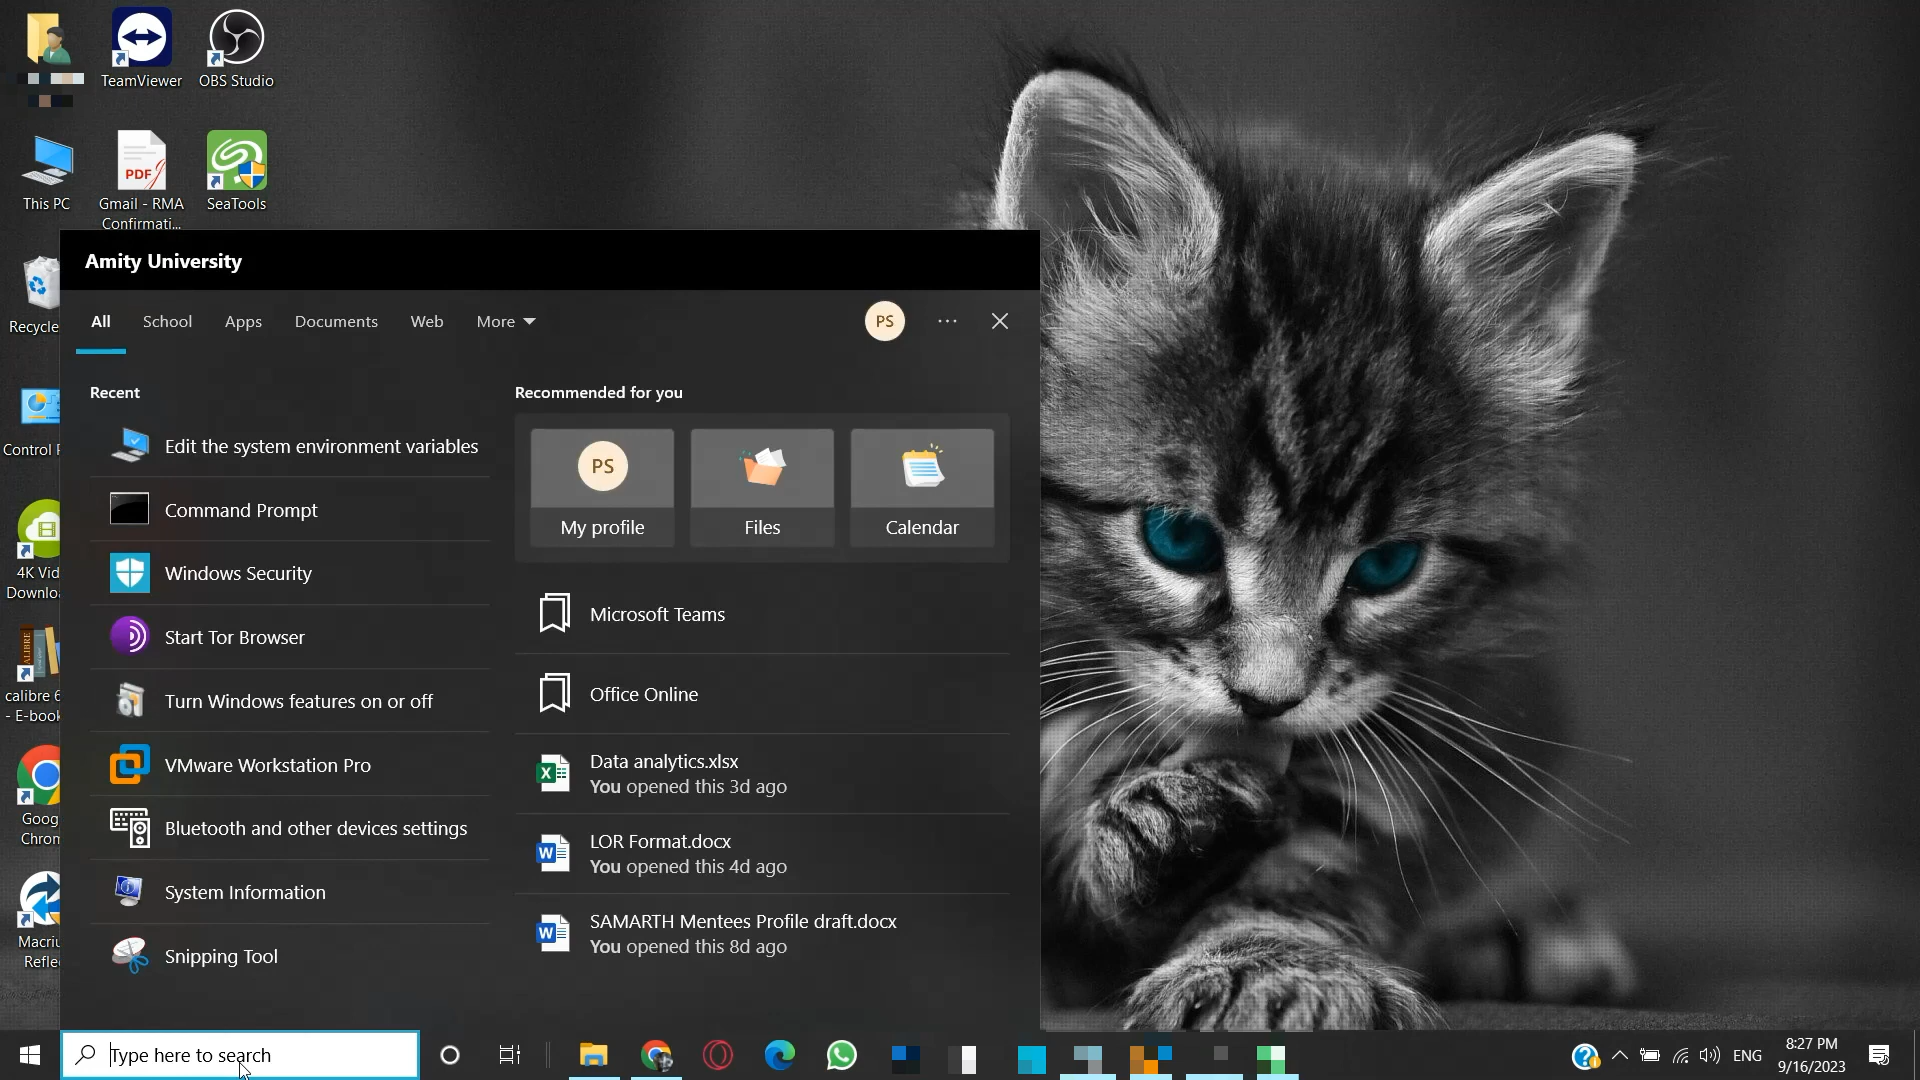 TeamViewer
OBS Studio
This PC
PDF
Gmail - RMA
Confirmati...
SeaTools
Recycle
Control P
4K Vid
Downloa
CALIBRE
calibre 6
- E-book
Goog
Chrom
Macriu
Refle
Amity University
All
School
Apps
Documents
Web
More
PS
Recent
Edit the system environment variables
Command Prompt
Windows Security
Start Tor Browser
Turn Windows features on or off
VMware Workstation Pro
Bluetooth and other devices settings
System Information
Snipping Tool
Recommended for you
PS
My profile
Files
Calendar
Microsoft Teams
Office Online
Data analytics.xlsx
You opened this 3d ago
LOR Format.docx
You opened this 4d ago
SAMARTH Mentees Profile draft.docx
You opened this 8d ago
Type here to search
ENG
8:27 PM
9/16/2023